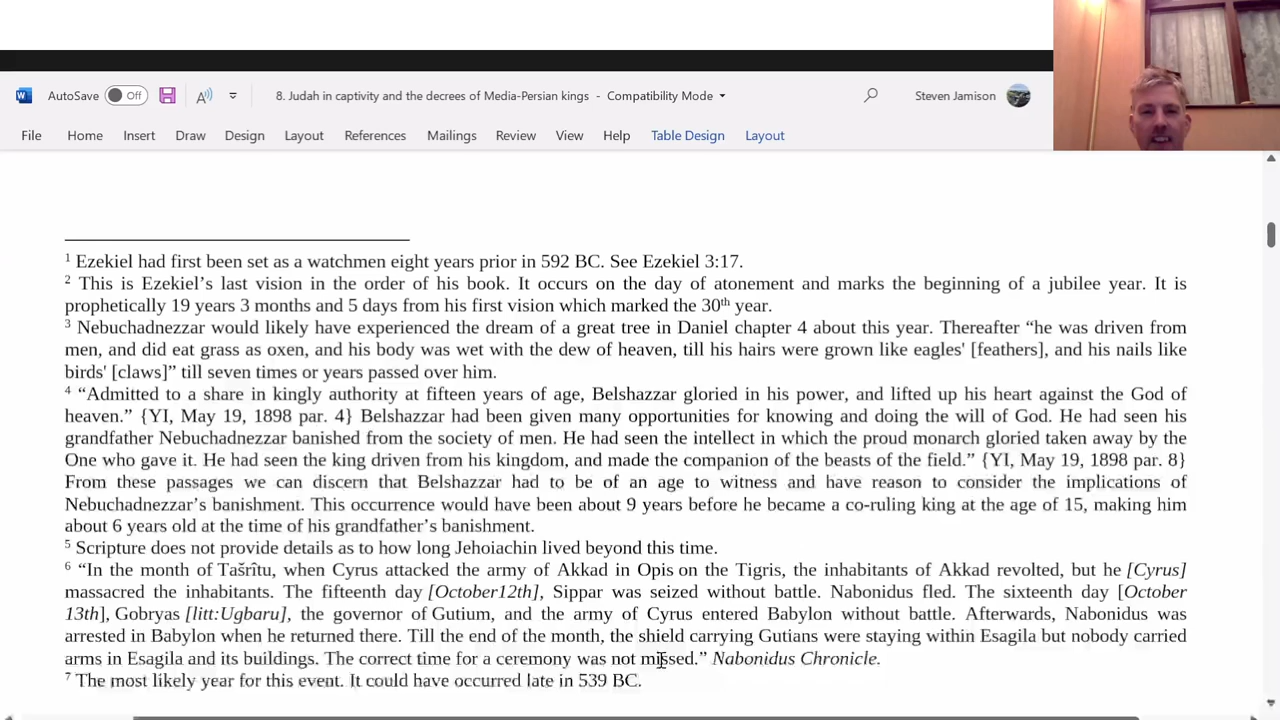 AutoSave Off 8. Judah in captivity and the decrees of Media-Persian kings - Compatibility Mode Steven Jamison
File Home Insert Draw Design Layout References Mailings Review View Help Table Design Layout
1 Ezekiel had first been set as a watchmen eight years prior in 592 BC. See Ezekiel 3:17.
2 This is Ezekiel’s last vision in the order of his book. It occurs on the day of atonement and marks the beginning of a jubilee year. It is
prophetically 19 years 3 months and 5 days from his first vision which marked the 30th year.
3 Nebuchadnezzar would likely have experienced the dream of a great tree in Daniel chapter 4 about this year. Thereafter “he was driven from
men, and did eat grass as oxen, and his body was wet with the dew of heaven, till his hairs were grown like eagles' [feathers], and his nails like
birds' [claws]” till seven times or years passed over him.
4 “Admitted to a share in kingly authority at fifteen years of age, Belshazzar gloried in his power, and lifted up his heart against the God of
heaven.” {YI, May 19, 1898 par. 4} Belshazzar had been given many opportunities for knowing and doing the will of God. He had seen his
grandfather Nebuchadnezzar banished from the society of men. He had seen the intellect in which the proud monarch gloried taken away by the
One who gave it. He had seen the king driven from his kingdom, and made the companion of the beasts of the field.” {YI, May 19, 1898 par. 8}
From these passages we can discern that Belshazzar had to be of an age to witness and have reason to consider the implications of
Nebuchadnezzar’s banishment. This occurrence would have been about 9 years before he became a co-ruling king at the age of 15, making him
about 6 years old at the time of his grandfather’s banishment.
5 Scripture does not provide details as to how long Jehoiachin lived beyond this time.
6 “In the month of Tašrîtu, when Cyrus attacked the army of Akkad in Opis on the Tigris, the inhabitants of Akkad revolted, but he [Cyrus]
massacred the inhabitants. The fifteenth day [October12th], Sippar was seized without battle. Nabonidus fled. The sixteenth day [October
13th], Gobryas [litt:Ugbaru], the governor of Gutium, and the army of Cyrus entered Babylon without battle. Afterwards, Nabonidus was
arrested in Babylon when he returned there. Till the end of the month, the shield carrying Gutians were staying within Esagila but nobody carried
arms in Esagila and its buildings. The correct time for a ceremony was not missed.” Nabonidus Chronicle.
7 The most likely year for this event. It could have occurred late in 539 BC.